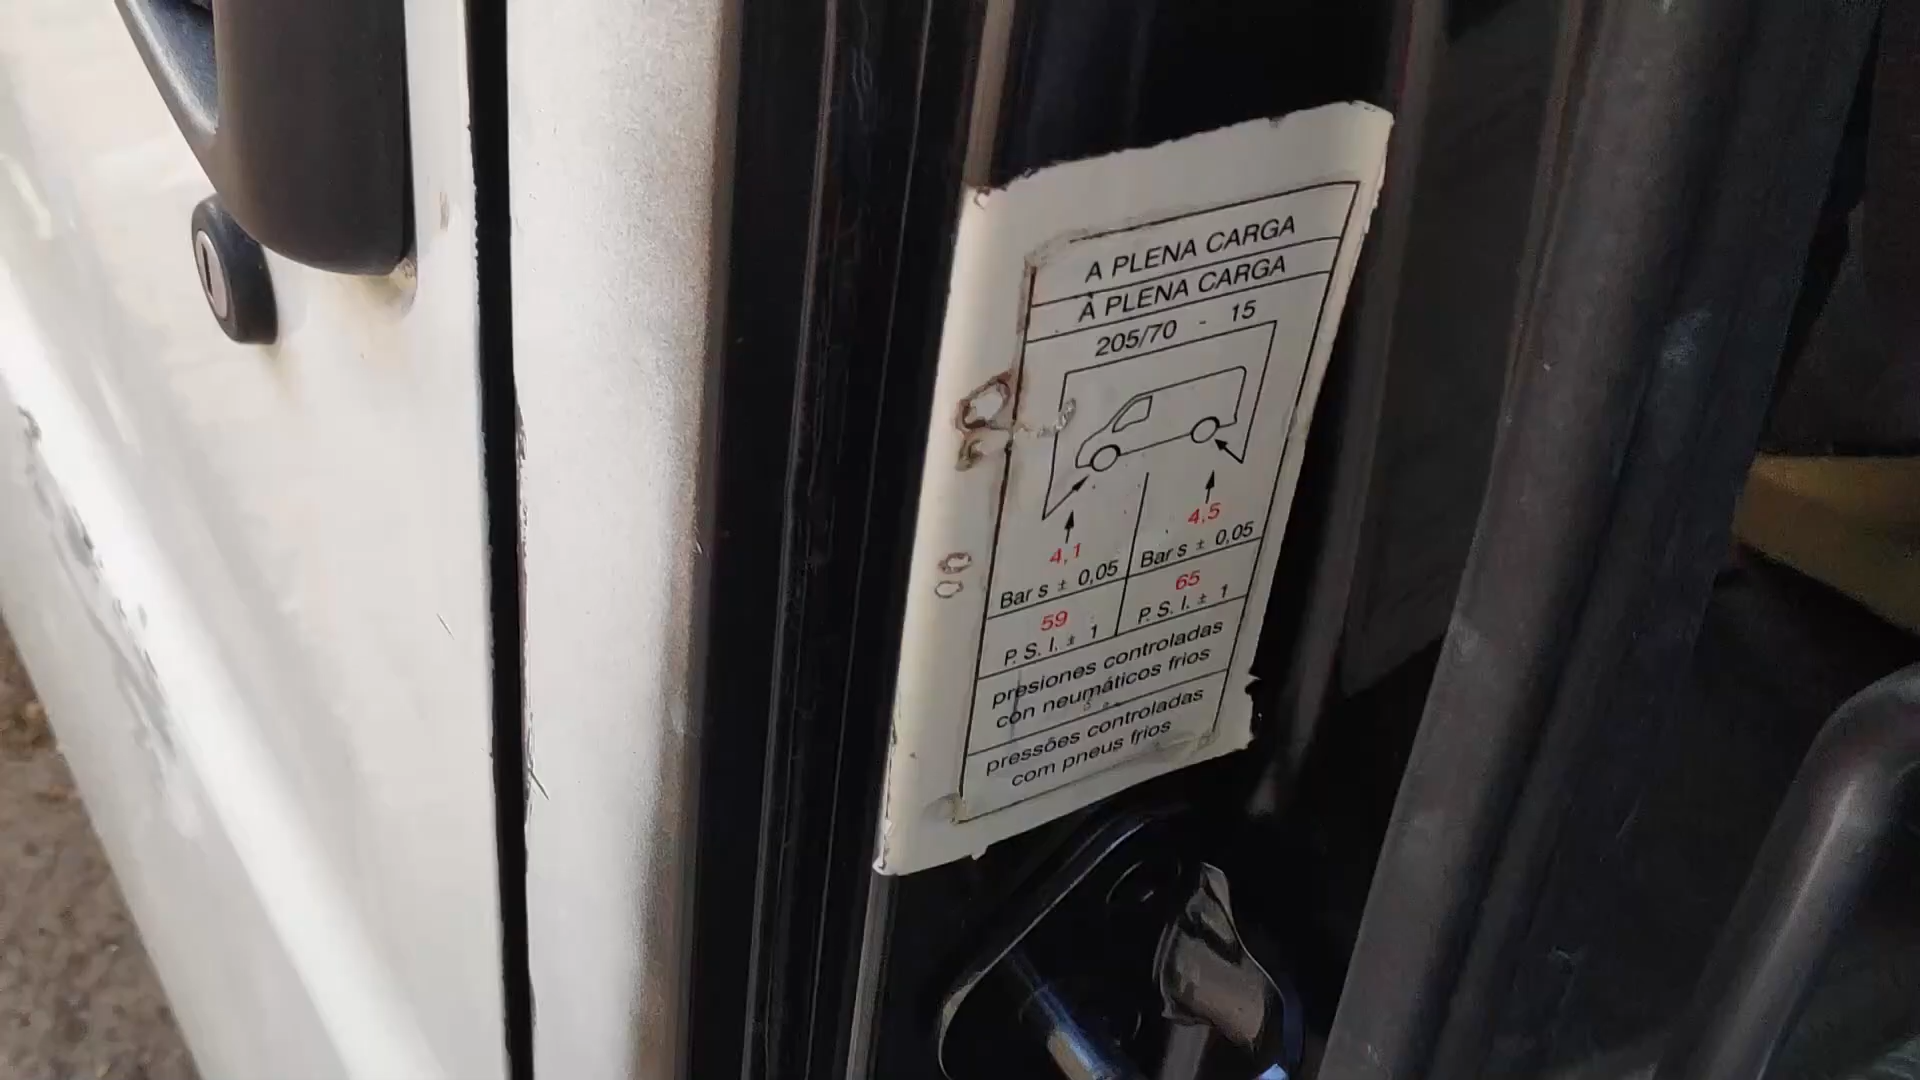 A PLENA CARGA
À PLENA CARGA
205/70 - 15
4,1
4,5
Bar s ± 0,05
Bar s ± 0,05
59
65
P. S. I. ± 1
P. S. I. ± 1
presiones controladas
con neumáticos frios
pressões controladas
com pneus frios